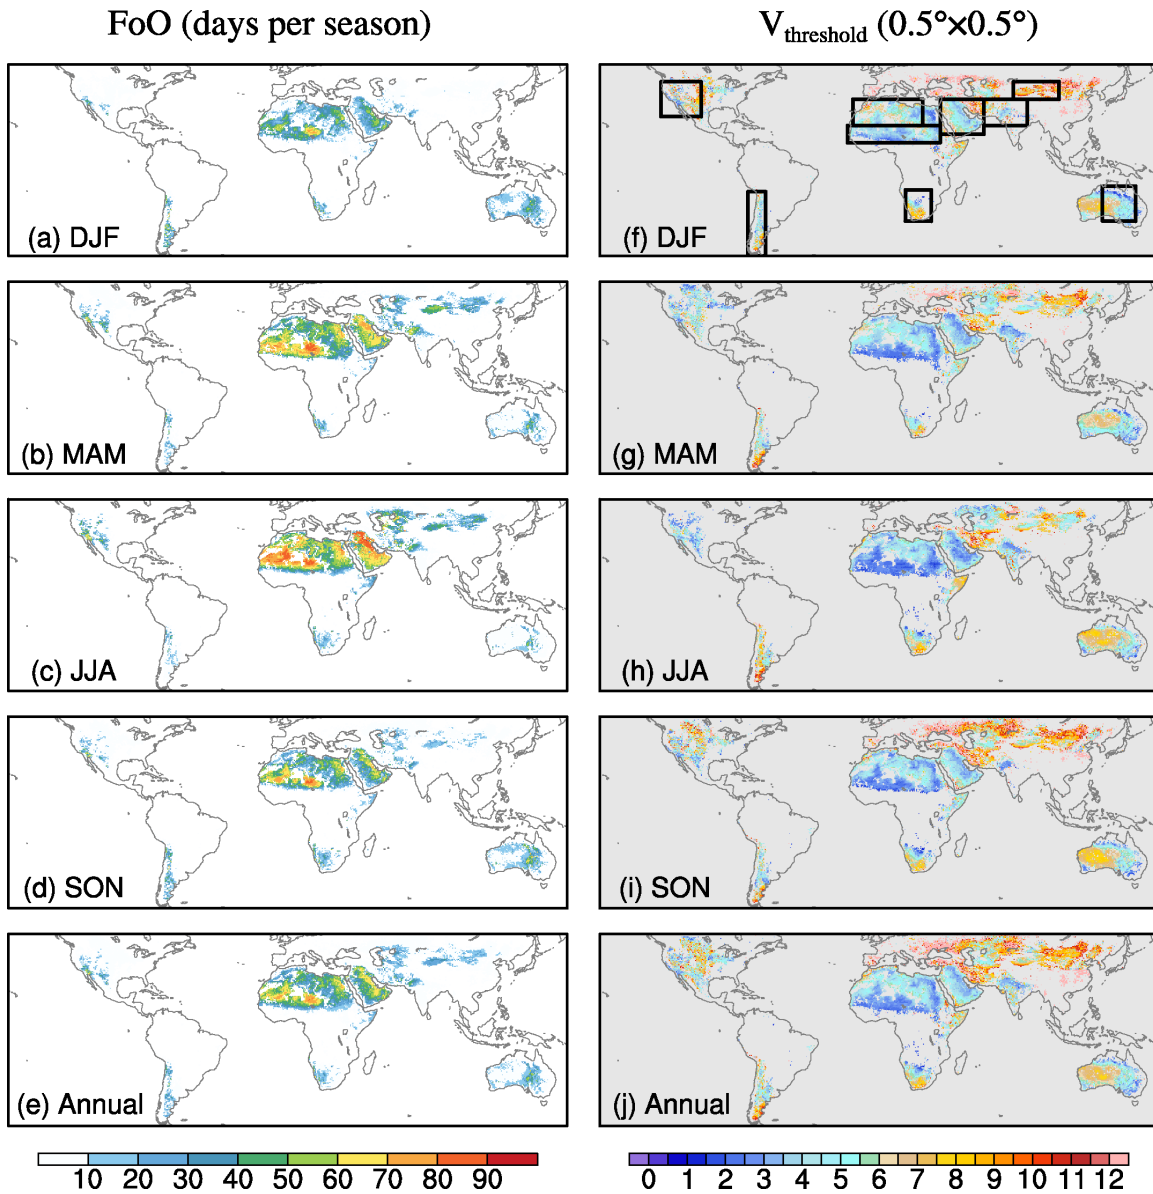 FoO (days per season)
V_threshold (0.5°×0.5°)
(a) DJF
(f) DJF
(b) MAM
(g) MAM
(c) JJA
(h) JJA
(d) SON
(i) SON
(e) Annual
(j) Annual
10 20 30 40 50 60 70 80 90
0 1 2 3 4 5 6 7 8 9 10 11 12